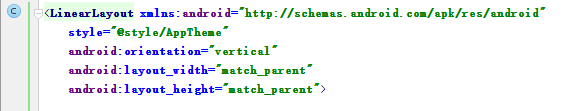 C
<LinearLayout xmlns:android="http://schemas.android.com/apk/res/android"
style="@style/AppTheme"
android:orientation="vertical"
android:layout_width="match_parent"
android:layout_height="match_parent">